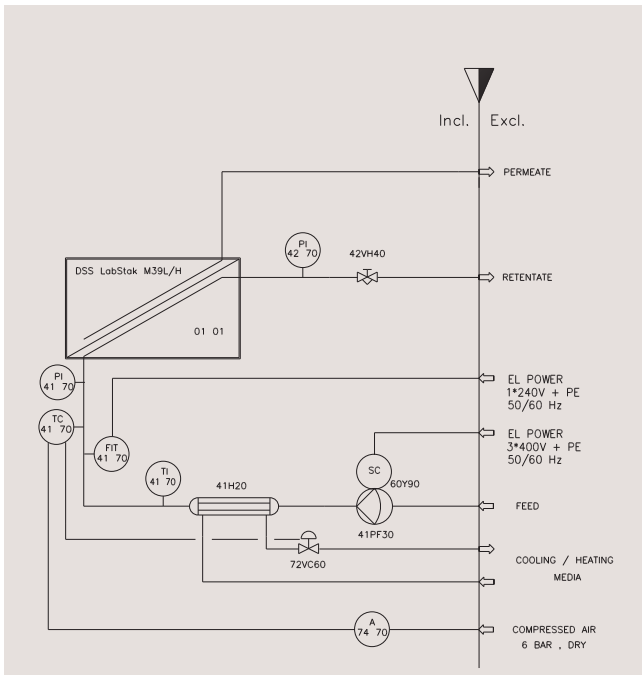 Incl. Excl.
PERMEATE
PI
42 70
42VH40
DSS LabStak M39L/H
RETENTATE
01 01
PI
41 70
EL POWER
1*240V + PE
50/60 Hz
TC
41 70
FIT
41 70
EL POWER
3*400V + PE
50/60 Hz
TI
41 70
41H20
SC
60Y90
FEED
41PF30
72VC60
COOLING / HEATING
MEDIA
A
74 70
COMPRESSED AIR
6 BAR , DRY